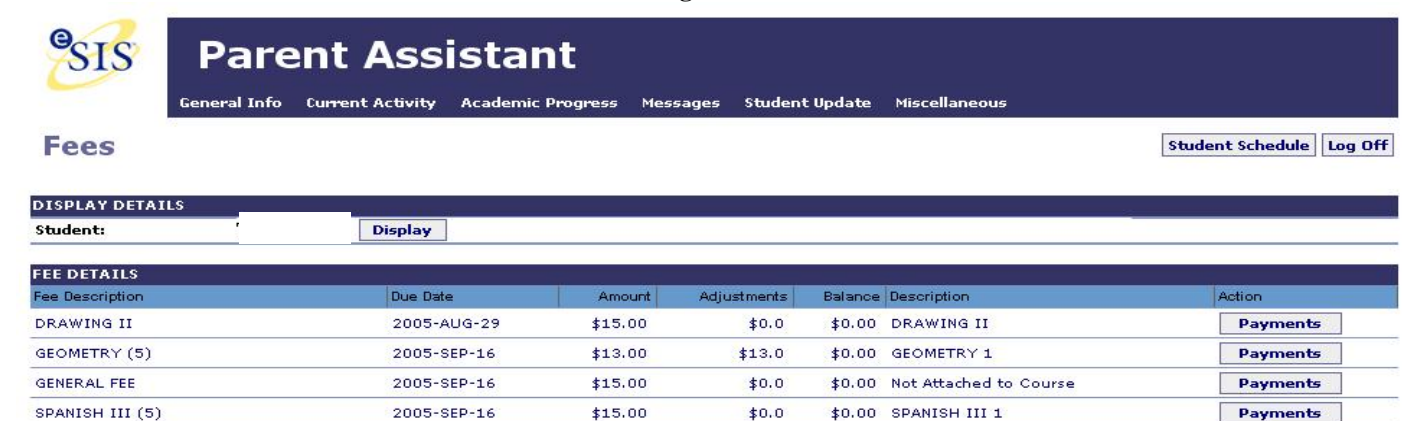 eSIS
Parent Assistant
General Info Current Activity Academic Progress Messages Student Update Miscellaneous
Fees
Student Schedule Log Off
DISPLAY DETAILS
Student: Display
FEE DETAILS
Fee Description Due Date Amount Adjustments Balance Description Action
DRAWING II 2005-AUG-29 $15.00 $0.0 $0.00 DRAWING II Payments
GEOMETRY (5) 2005-SEP-16 $13.00 $13.0 $0.00 GEOMETRY 1 Payments
GENERAL FEE 2005-SEP-16 $15.00 $0.0 $0.00 Not Attached to Course Payments
SPANISH III (5) 2005-SEP-16 $15.00 $0.0 $0.00 SPANISH III 1 Payments